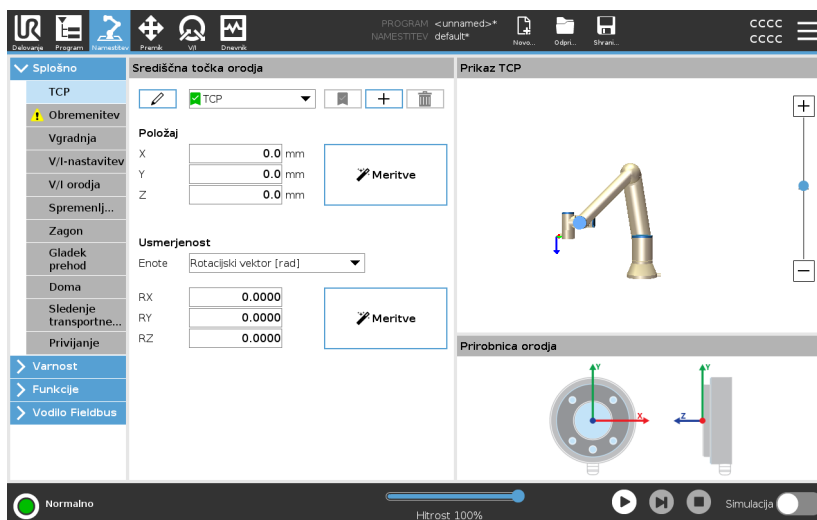 PROGRAM <unnamed>*
NAMESTITEV default*
cccc
cccc
Delovanje Program Namestitev Premik V/I Dnevnik Novo... Odpri... Shrani...
Splošno
Središčna točka orodja
Prikaz TCP
TCP
TCP
Obremenitev
Vgradnja
V/I-nastavitev
V/I orodja
Spremenlj...
Zagon
Gladek
prehod
Doma
Sledenje
transportne...
Privijanje
Varnost
Funkcije
Vodilo Fieldbus
Položaj
X 0.0 mm
Y 0.0 mm
Z 0.0 mm
Meritve
Usmerjenost
Enote Rotacijski vektor [rad]
RX 0.0000
RY 0.0000
RZ 0.0000
Meritve
Prirobnica orodja
Y
X
Y
Z
Normalno
Hitrost 100%
Simulacija